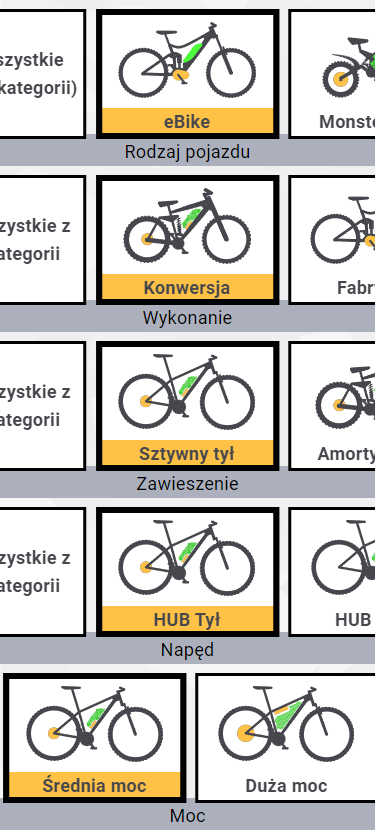 szystkie
eBike
Monste
kategorii)
Rodzaj pojazdu
zystkie z
ategorii
Konwersja
Fabr
Wykonanie
zystkie z
ategorii
Sztywny tył
Amorty
Zawieszenie
zystkie z
ategorii
HUB Tył
HUB
Napęd
Średnia moc
Duża moc
Moc